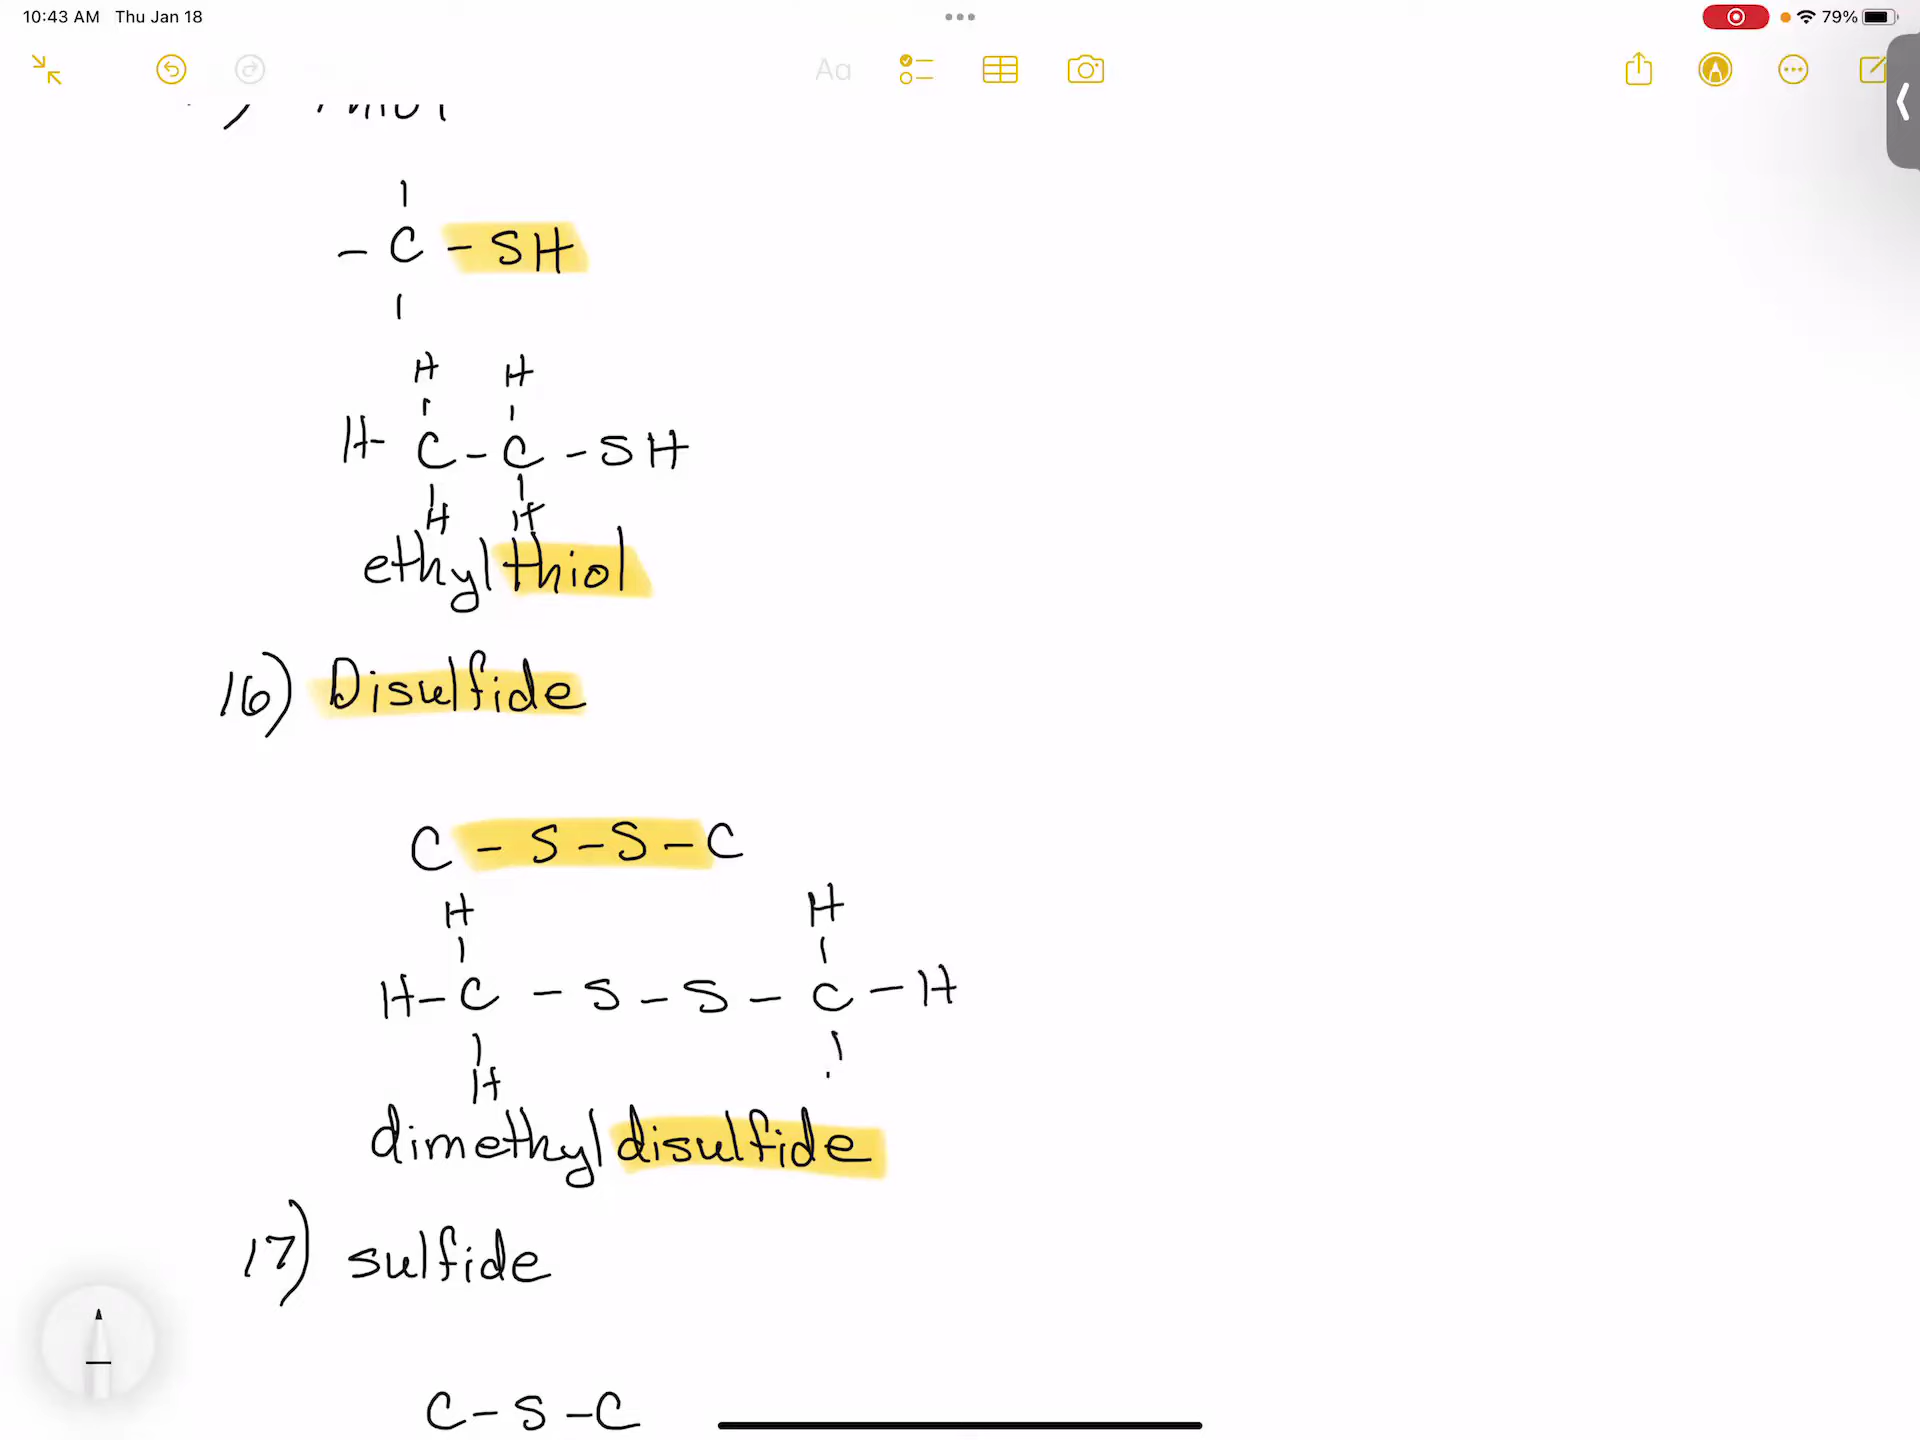 10:43 AM Thu Jan 18
79%
Aa
C - SH
H H
H- C - C - SH
H H
ethyl thiol
16) Disulfide
C - S - S - C
H H
H - C - S - S - C - H
H
dimethyl disulfide
17) sulfide
C - S - C